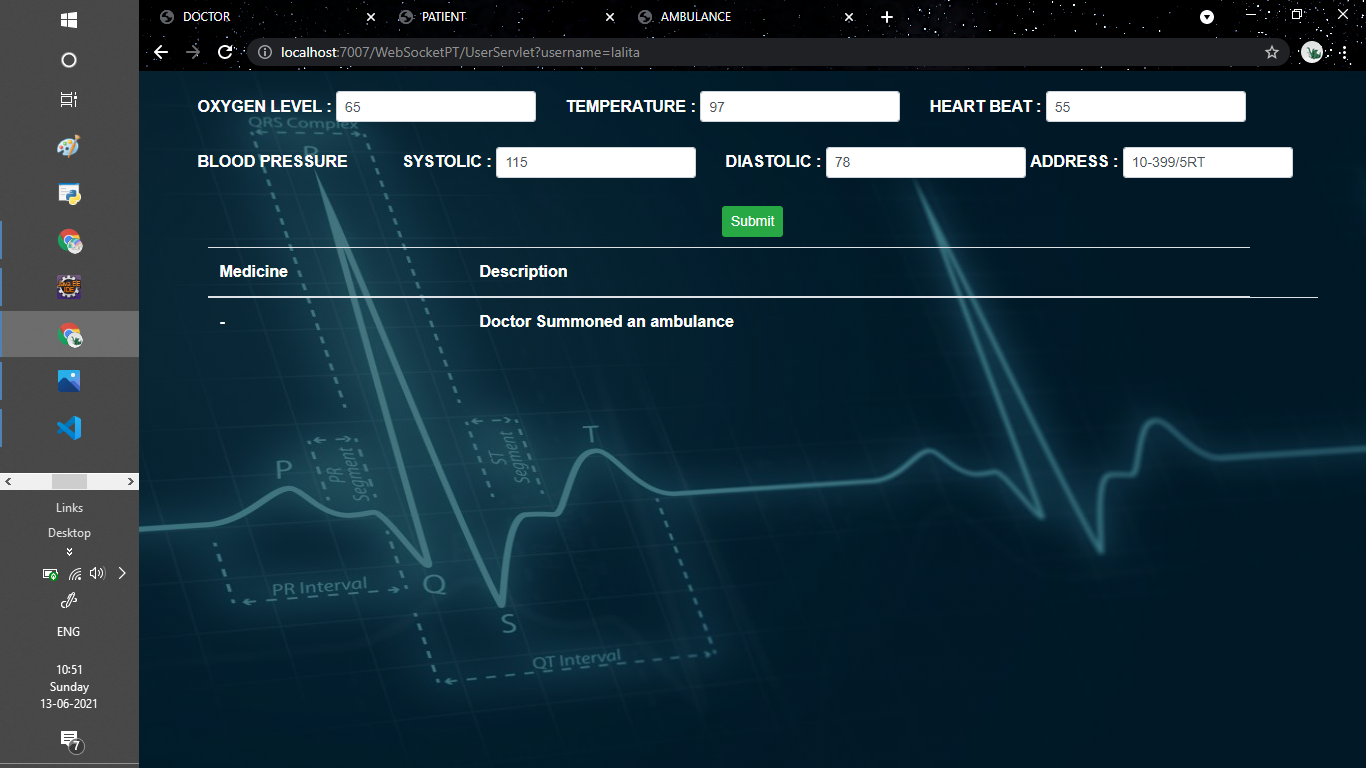 DOCTOR
PATIENT
AMBULANCE
localhost:7007/WebSocketPT/UserServlet?username=lalita
OXYGEN LEVEL : 65 TEMPERATURE : 97 HEART BEAT : 55
QRS Complex
R
BLOOD PRESSURE SYSTOLIC : 115 DIASTOLIC : 78 ADDRESS : 10-399/5RT
Submit
Medicine Description
- Doctor Summoned an ambulance
P
PR
Segment
ST
Segment
T
PR Interval
Q
S
QT Interval
Links
Desktop
ENG
10:51
Sunday
13-06-2021
7